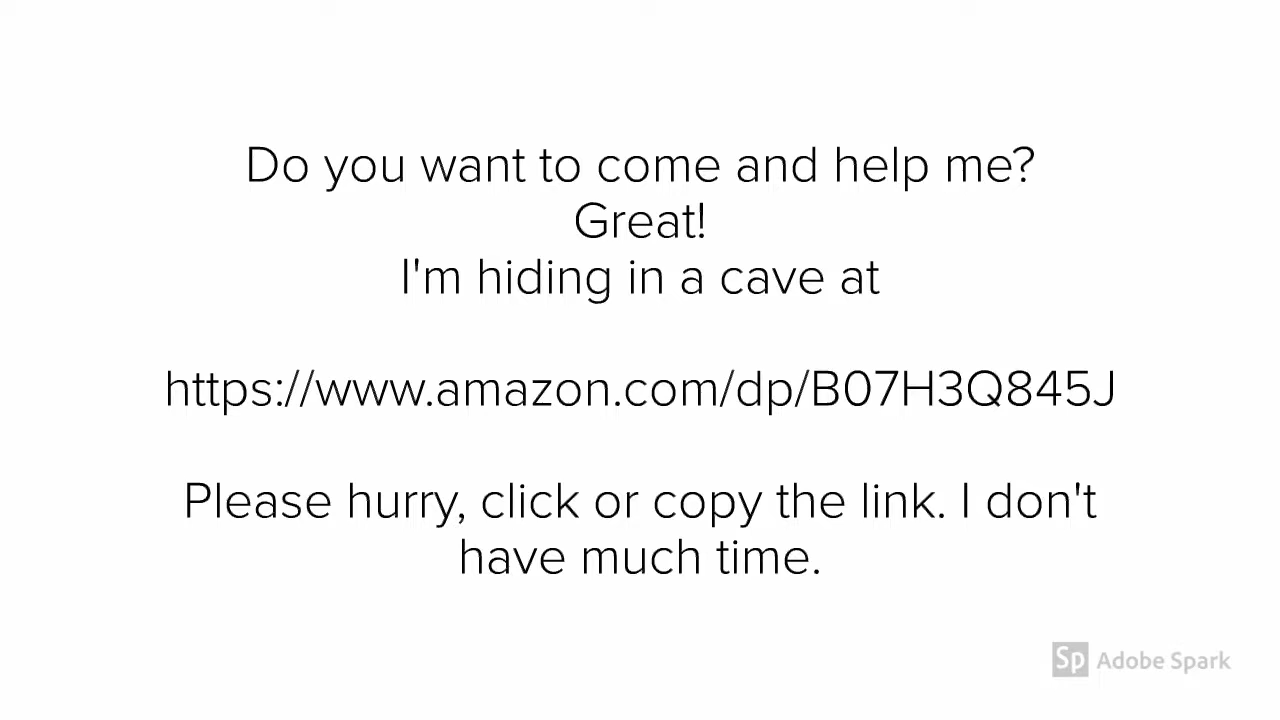 Do you want to come and help me?
Great!
I'm hiding in a cave at
https://www.amazon.com/dp/B07H3Q845J
Please hurry, click or copy the link. I don't
have much time.
Sp Adobe Spark